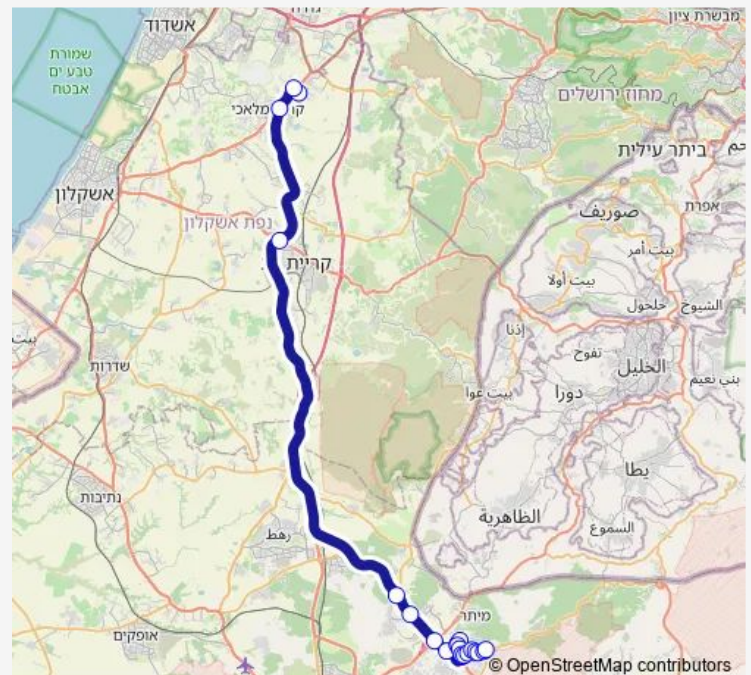 מבשרת ציון
אשדוד
שמורת
טבע ים
אבטח
מחוז ירושלים
ביתר עילית
אשקלון
אפרת
صوريف
נפת אשקלון
بيت أمر
קריית
بيت أولا
الشيوخ
حلحول
إذنا
تفوح
الخليل
שדרות
بني نعيم
دورا
بيت عوا
يطا
נתיבות
الظاهرية
السموع
רהט
מיתר
אופקים
© OpenStreetMap contributors